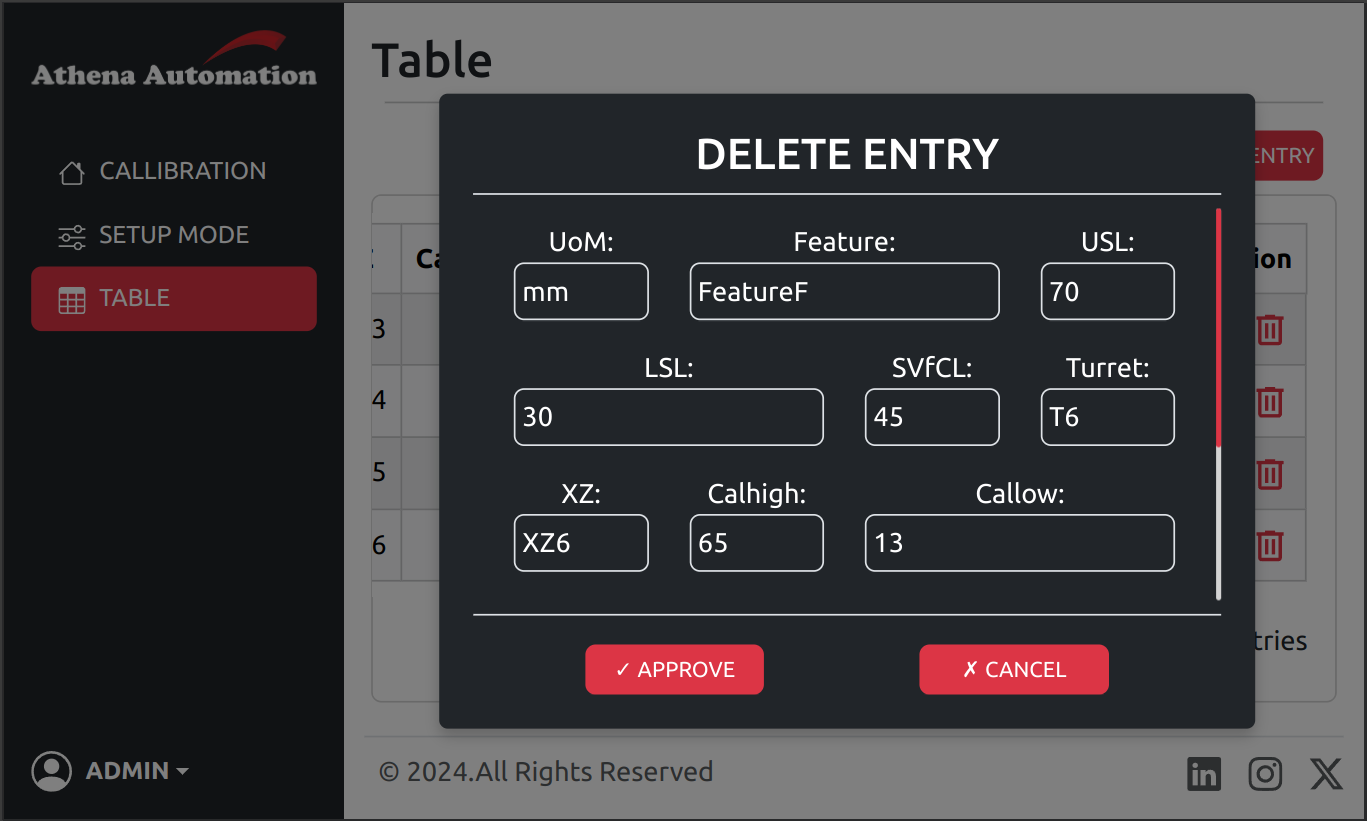 Athena Automation
CALLIBRATION
SETUP MODE
TABLE
ADMIN
Table
ENTRY
Ca
ion
3
4
5
6
tries
DELETE ENTRY
UoM: Feature: USL:
mm FeatureF 70
LSL: SVfCL: Turret:
30 45 T6
XZ: Calhigh: Callow:
XZ6 65 13
✓ APPROVE ✗ CANCEL
© 2024.All Rights Reserved